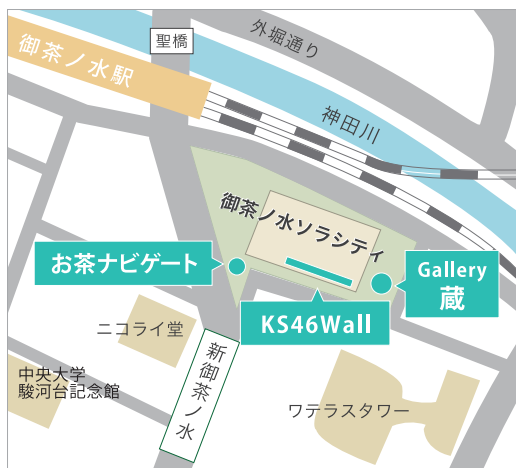 外堀通り
聖橋
御茶ノ水駅
神田川
御茶ノ水ソラシティ
お茶ナビゲート
Gallery
蔵
KS46Wall
ニコライ堂
新御茶ノ水
中央大学
駿河台記念館
ワテラスタワー